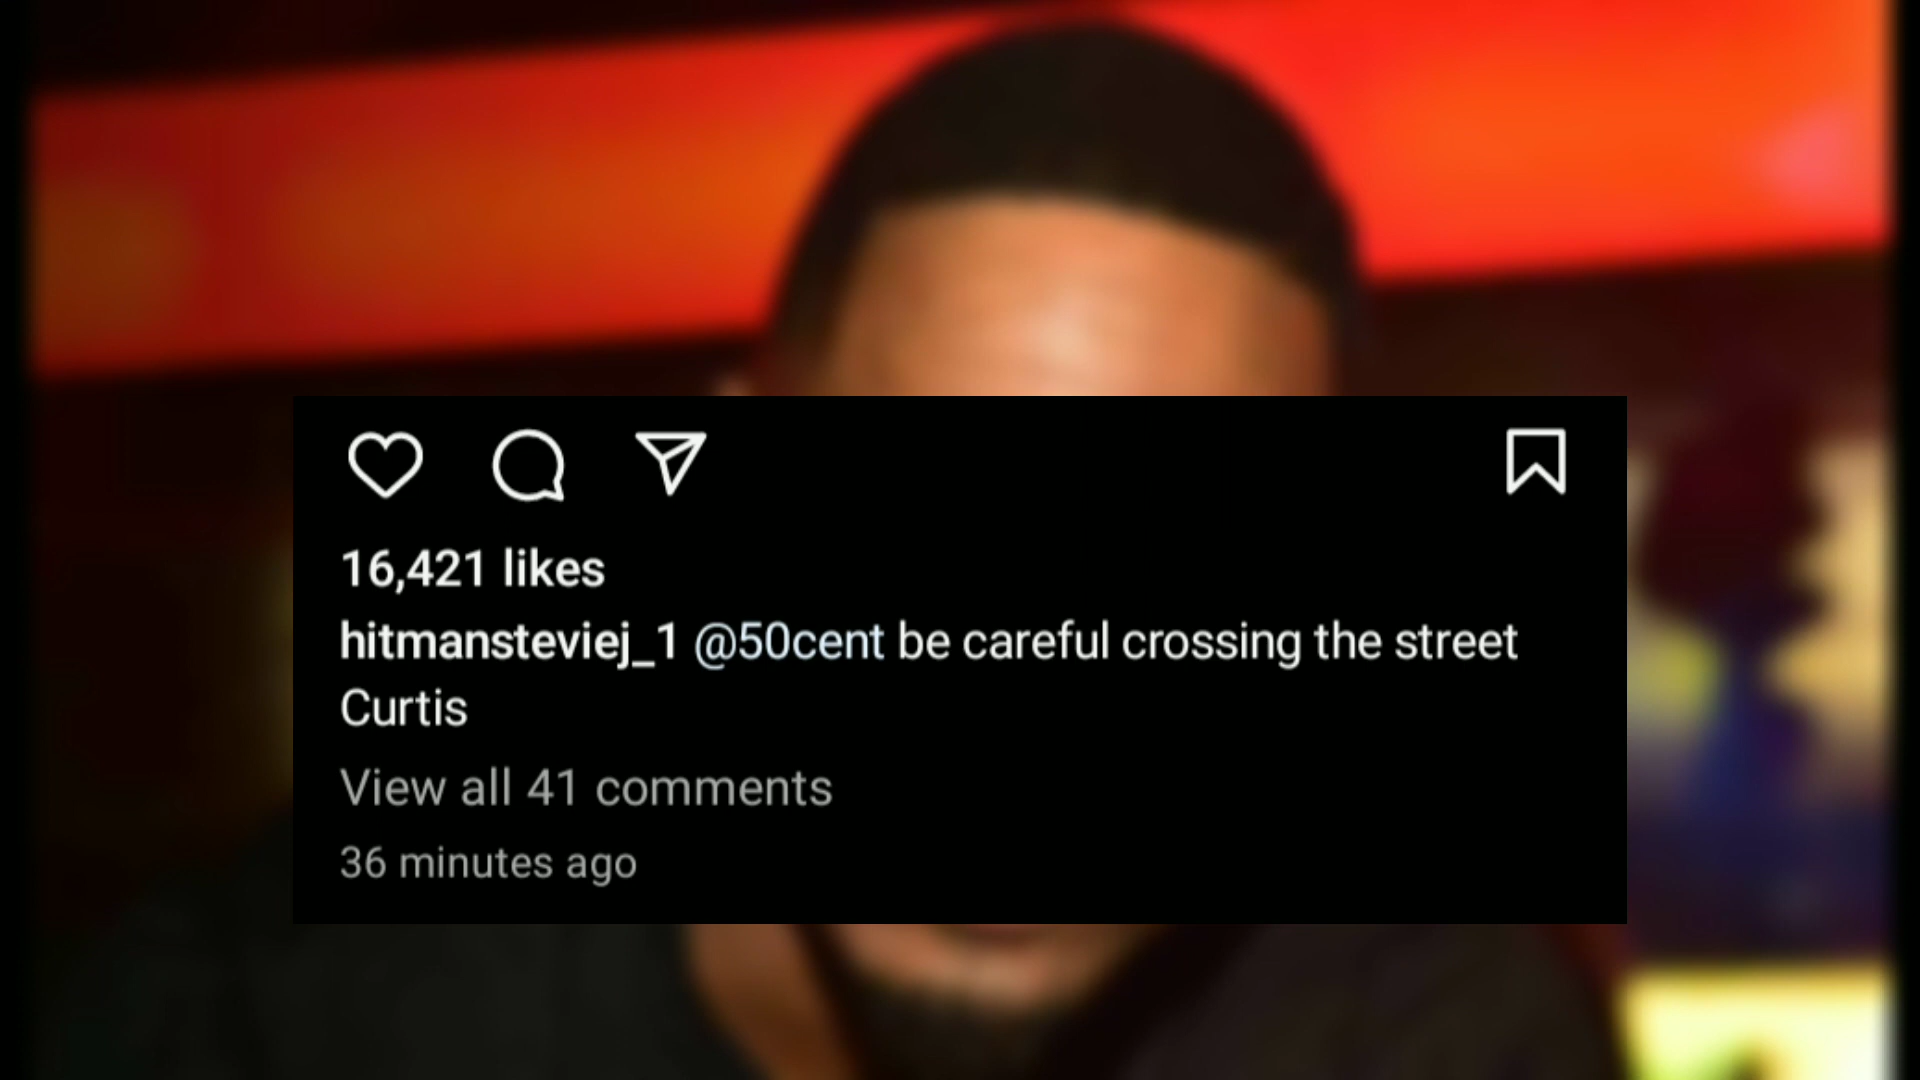 16,421 likes
hitmansteviej_1 @50cent be careful crossing the street
Curtis
View all 41 comments
36 minutes ago